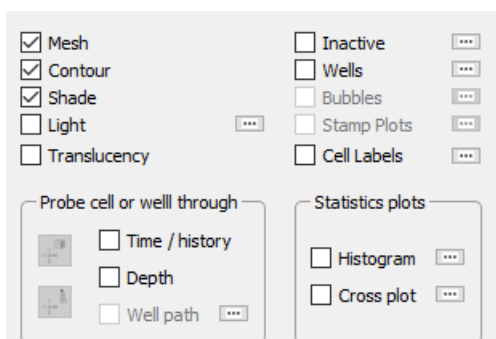 Mesh
Contour
Shade
Light
Translucency
Inactive
Wells
Bubbles
Stamp Plots
Cell Labels
Probe cell or welll through
Time / history
Depth
Well path
Statistics plots
Histogram
Cross plot